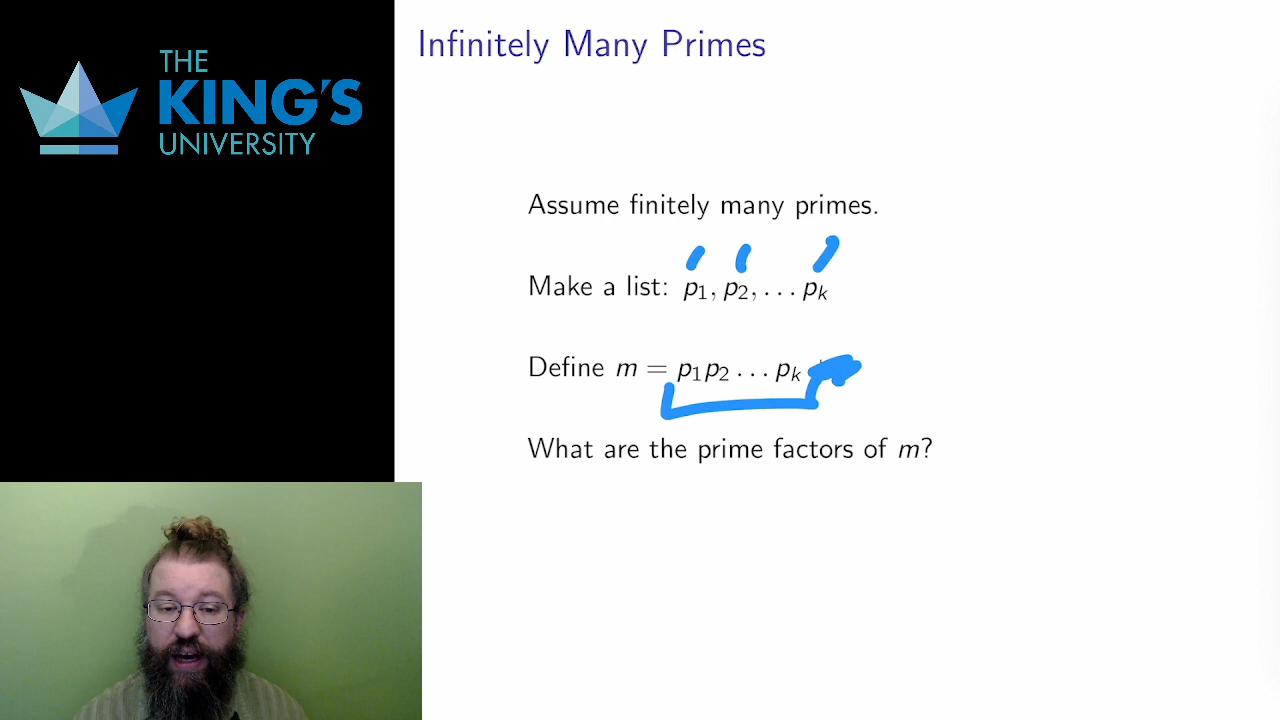 THE
KING'S
UNIVERSITY
Infinitely Many Primes
Assume finitely many primes.
Make a list: p₁, p₂, . . . pₖ
Define m = p₁p₂ . . . pₖ
What are the prime factors of m?